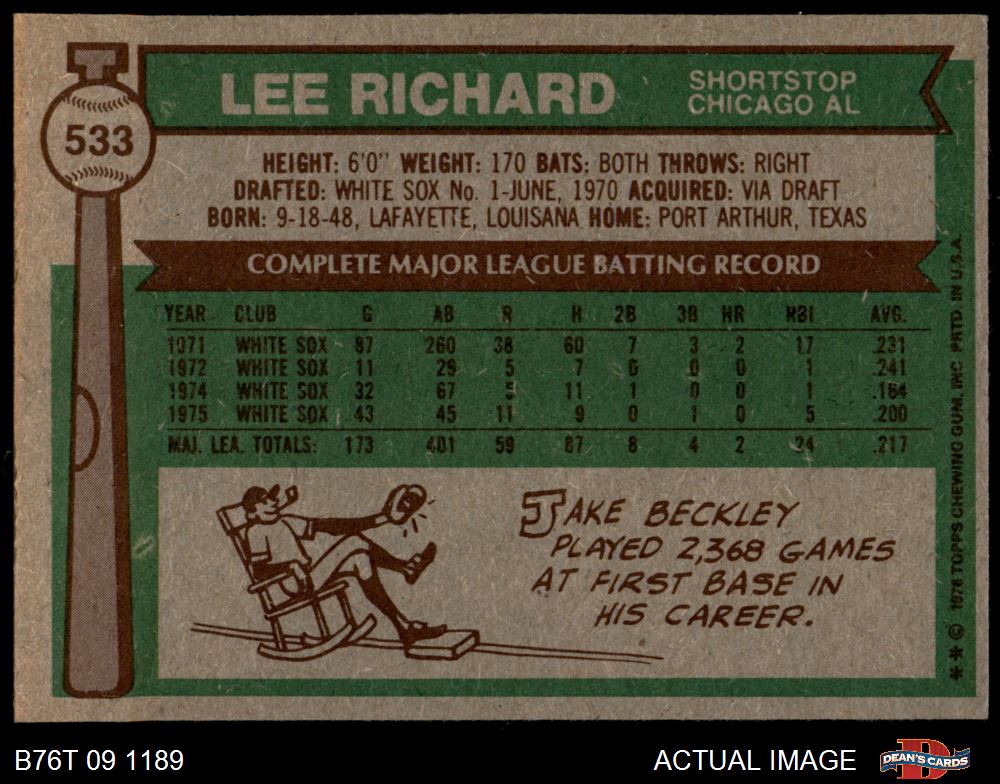 533
LEE RICHARD
SHORTSTOP
CHICAGO AL
HEIGHT: 6'0" WEIGHT: 170 BATS: BOTH THROWS: RIGHT
DRAFTED: WHITE SOX No. 1-JUNE, 1970 ACQUIRED: VIA DRAFT
BORN: 9-18-48, LAFAYETTE, LOUISANA HOME: PORT ARTHUR, TEXAS
COMPLETE MAJOR LEAGUE BATTING RECORD
YEAR CLUB G AB R H 2B 3B HR RBI AVG.
1971 WHITE SOX 87 260 38 60 7 3 2 17 .231
1972 WHITE SOX 11 29 5 7 0 0 0 1 .241
1974 WHITE SOX 32 67 5 11 1 0 0 1 .164
1975 WHITE SOX 43 45 11 9 0 1 0 5 .200
MAJ. LEA. TOTALS: 173 401 59 87 8 4 2 24 .217
JAKE BECKLEY
PLAYED 2,368 GAMES
AT FIRST BASE IN
HIS CAREER.
** © 1976 TOPPS CHEWING GUM, INC. PRTD. IN U.S.A.
B76T 09 1189
ACTUAL IMAGE
D
DEAN'S CARDS